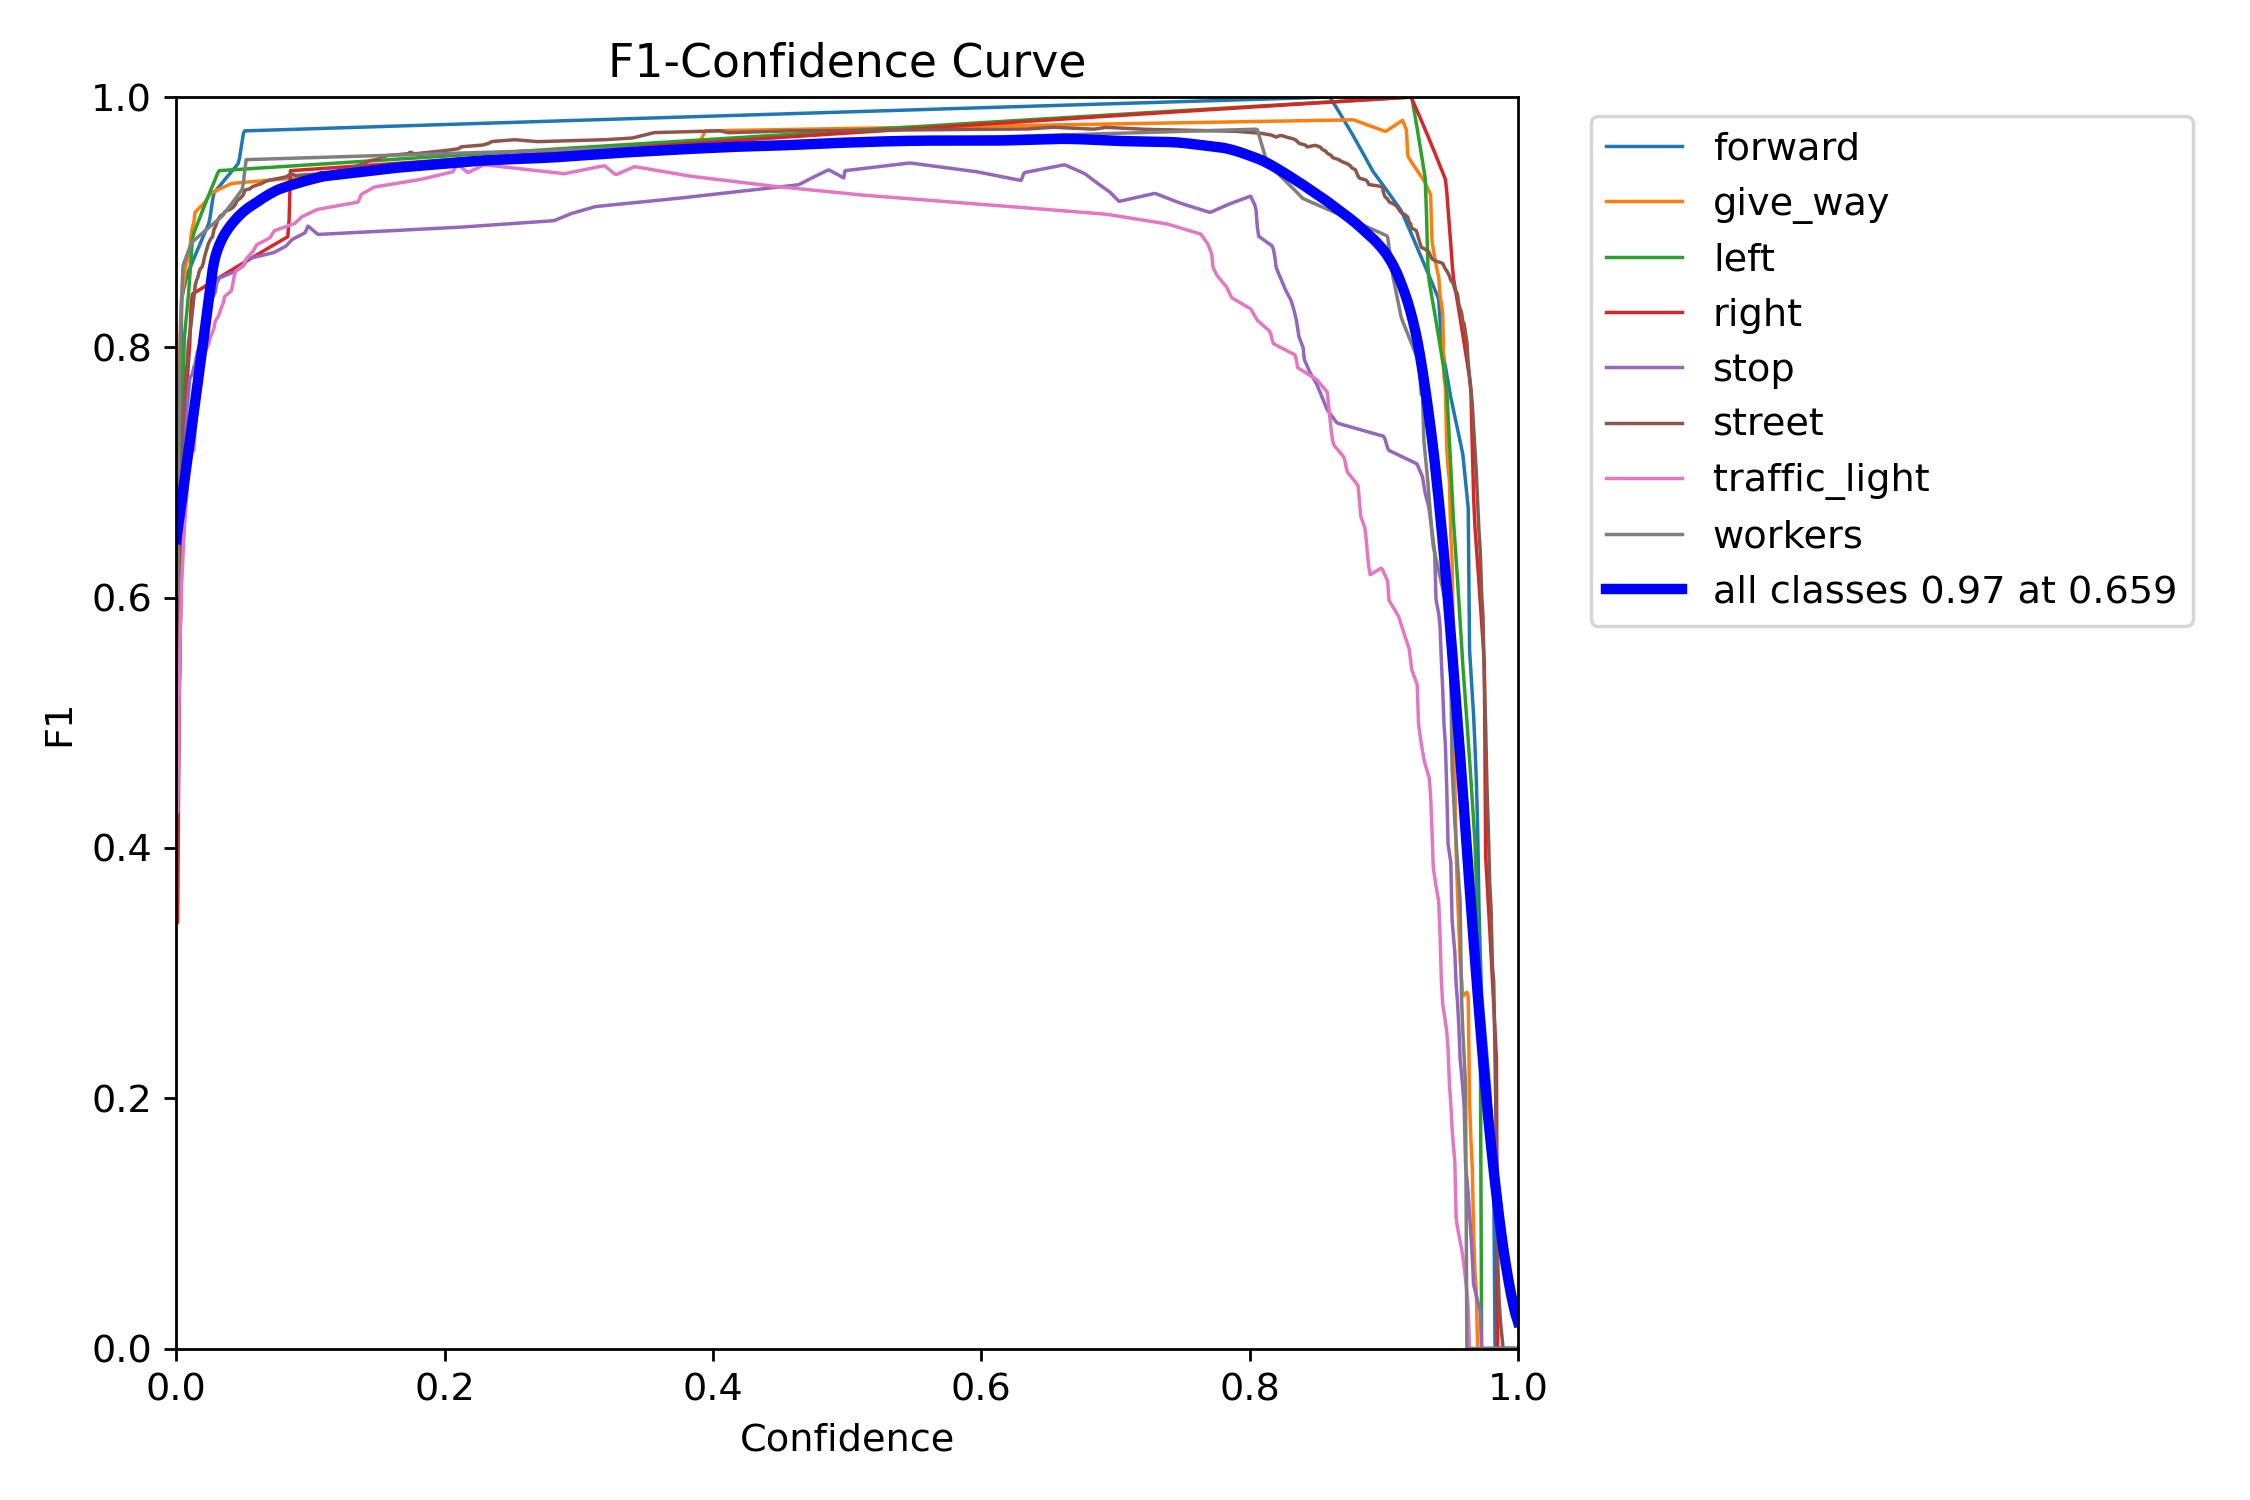 F1-Confidence Curve
1.0
0.8
0.6
0.4
0.2
0.0
F1
0.0 0.2 0.4 0.6 0.8 1.0
Confidence
forward
give_way
left
right
stop
street
traffic_light
workers
all classes 0.97 at 0.659